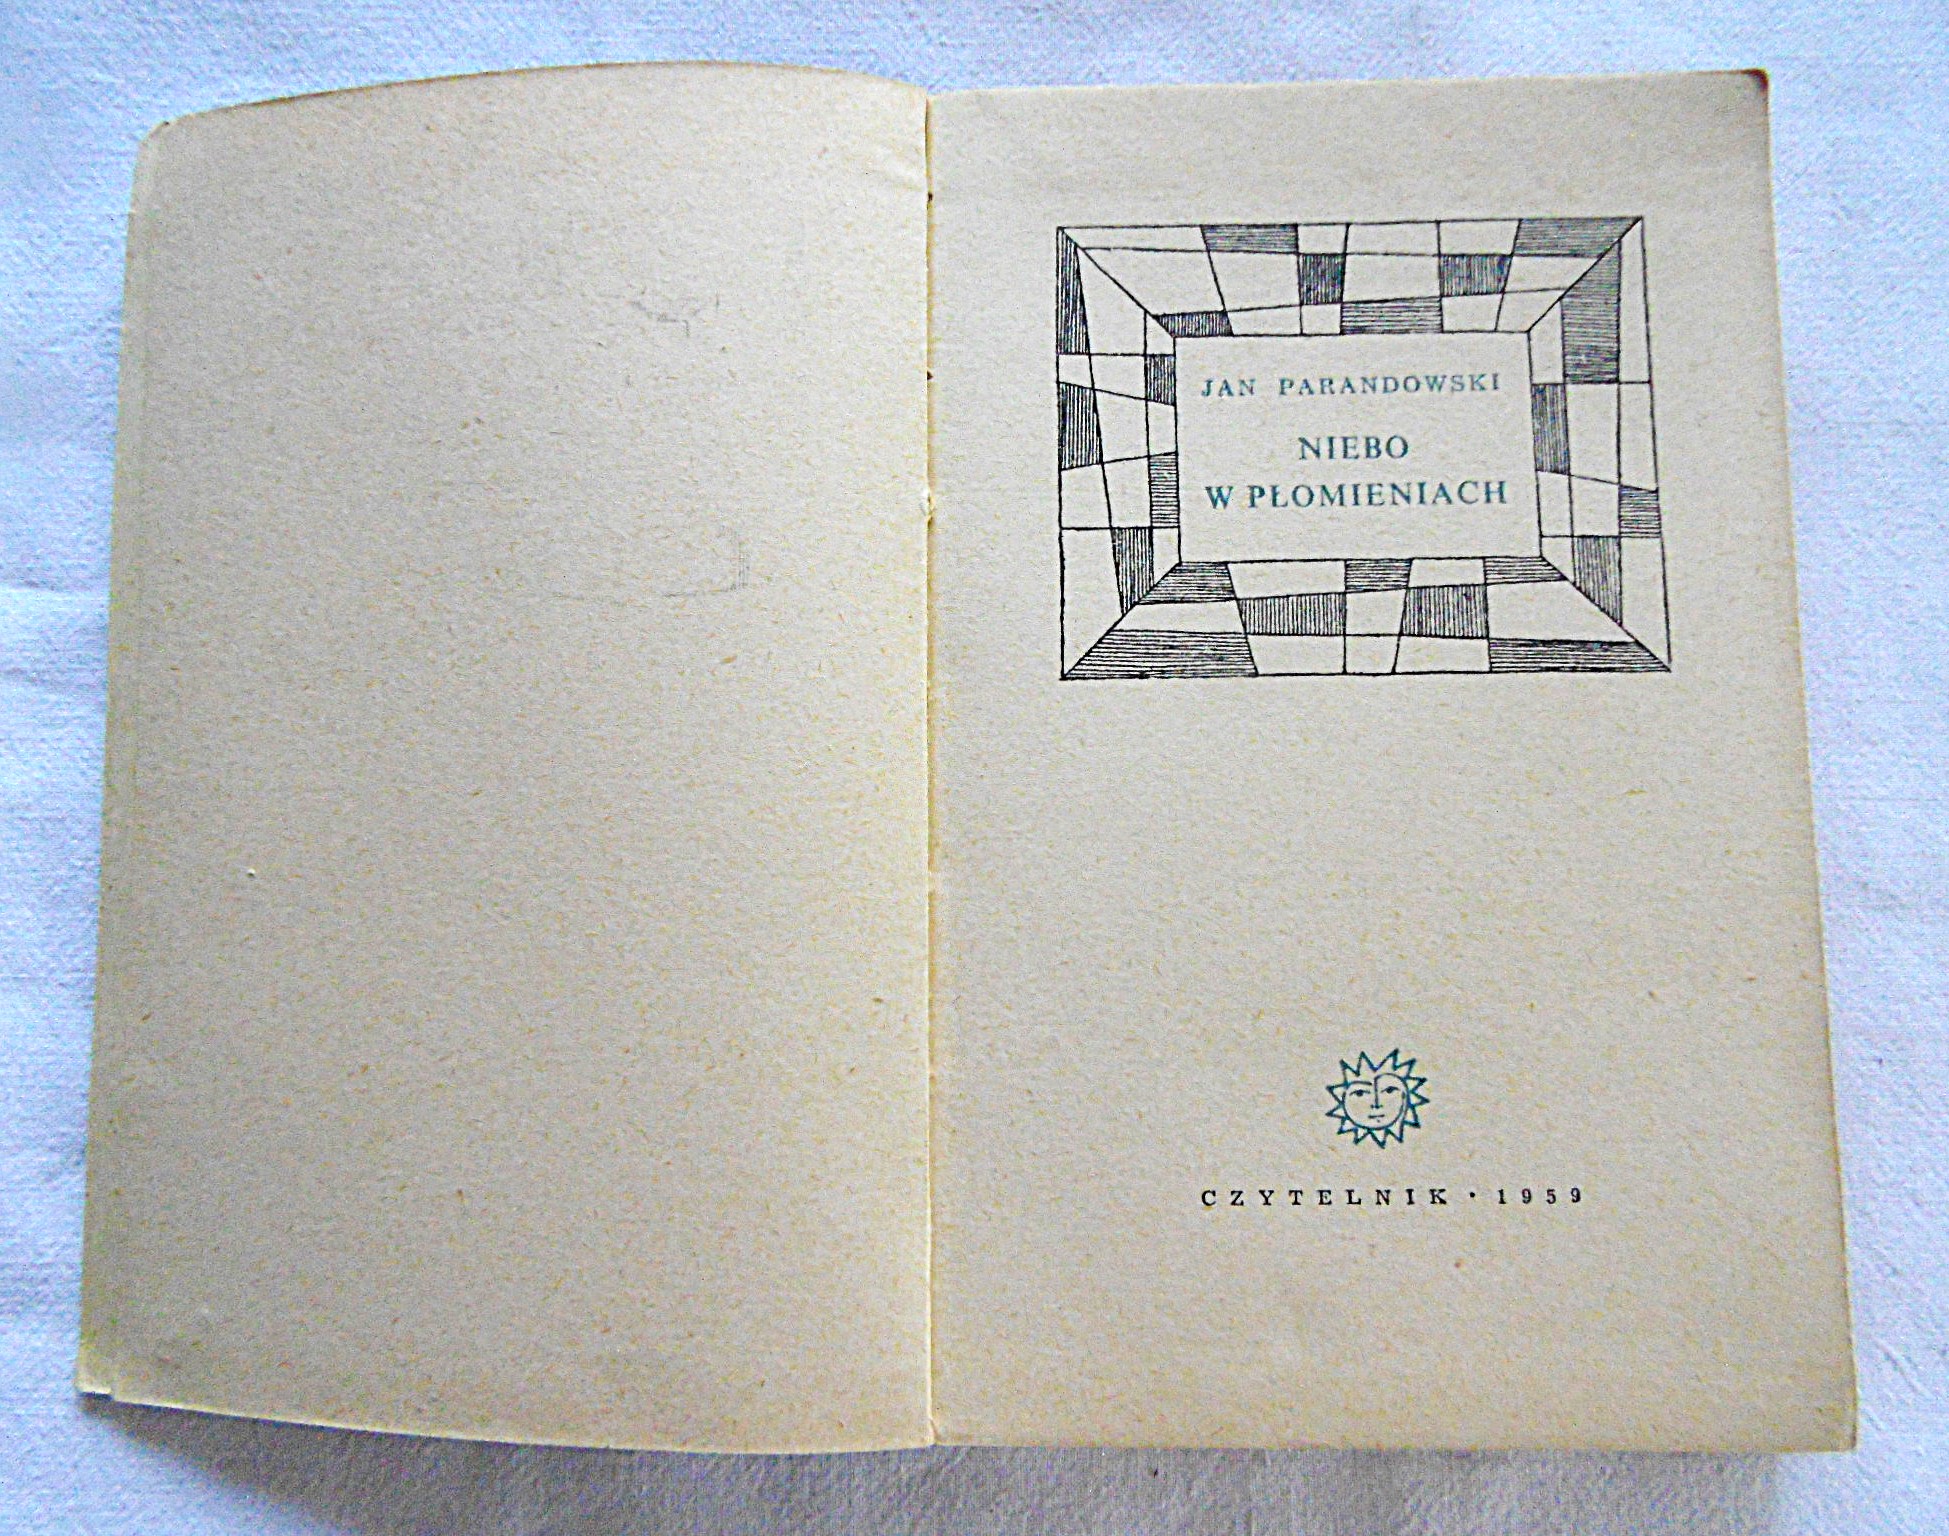 JAN PARANDOWSKI
NIEBO
W PŁOMIENIACH
CZYTELNIK • 1959